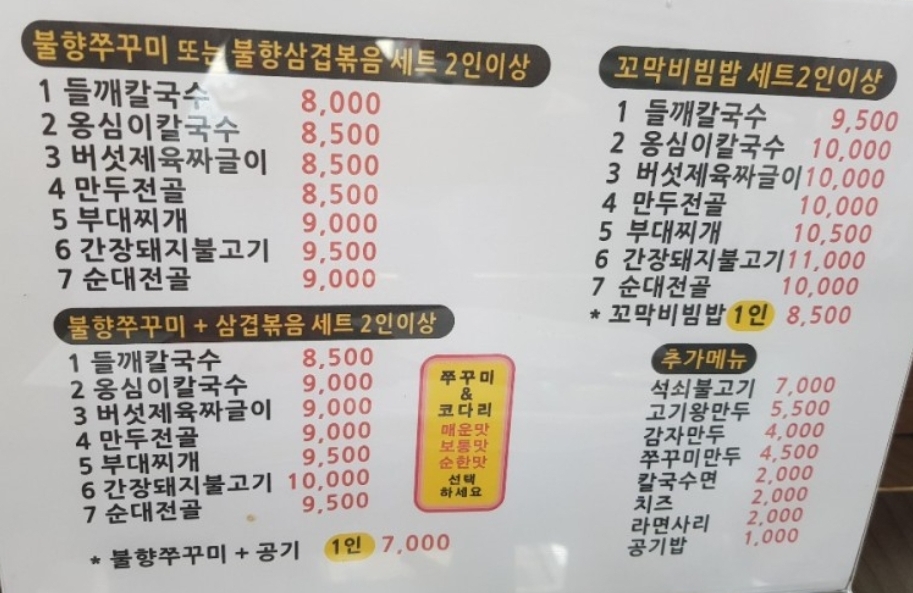 불향쭈꾸미 또는 불향삼겹볶음 세트 2인이상
1 들깨칼국수 8,000
2 옹심이칼국수 8,500
3 버섯제육짜글이 8,500
4 만두전골 8,500
5 부대찌개 9,000
6 간장돼지불고기 9,500
7 순대전골 9,000
불향쭈꾸미 + 삼겹볶음 세트 2인이상
1 들깨칼국수 8,500
2 옹심이칼국수 9,000
3 버섯제육짜글이 9,000
4 만두전골 9,000
5 부대찌개 9,500
6 간장돼지불고기 10,000
7 순대전골 9,500
* 불향쭈꾸미 + 공기 1인 7,000
쭈꾸미
&
코다리
매운맛
보통맛
순한맛
선택
하세요
꼬막비빔밥 세트2인이상
1 들깨칼국수 9,500
2 옹심이칼국수 10,000
3 버섯제육짜글이 10,000
4 만두전골 10,000
5 부대찌개 10,500
6 간장돼지불고기 11,000
7 순대전골 10,000
* 꼬막비빔밥 1인 8,500
추가메뉴
석쇠불고기 7,000
고기왕만두 5,500
감자만두 4,000
쭈꾸미만두 4,500
칼국수면 2,000
치즈 2,000
라면사리 2,000
공기밥 1,000